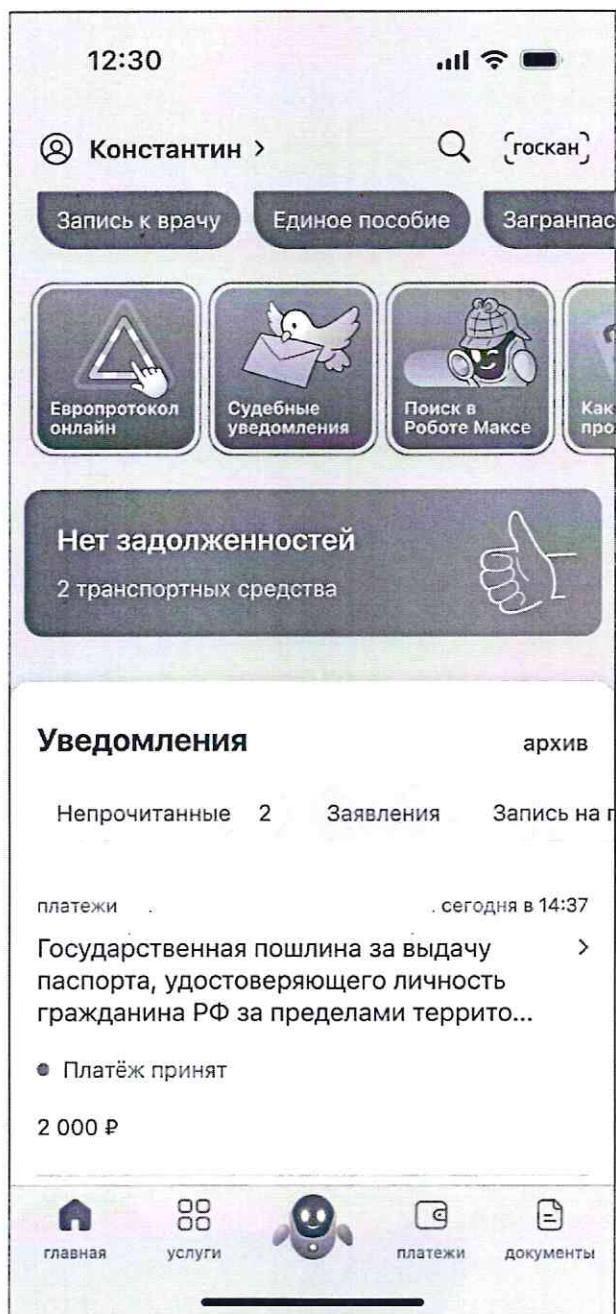 12:30
Константин >
госкан
Запись к врачу
Единое пособие
Загранпас
Европротокол
онлайн
Судебные
уведомления
Поиск в
Роботе Максе
Как
про
Нет задолженностей
2 транспортных средства
Уведомления
архив
Непрочитанные 2
Заявления
Запись на п
платежи
сегодня в 14:37
Государственная пошлина за выдачу
паспорта, удостоверяющего личность
гражданина РФ за пределами террито...
Платёж принят
2 000 ₽
главная
услуги
платежи
документы